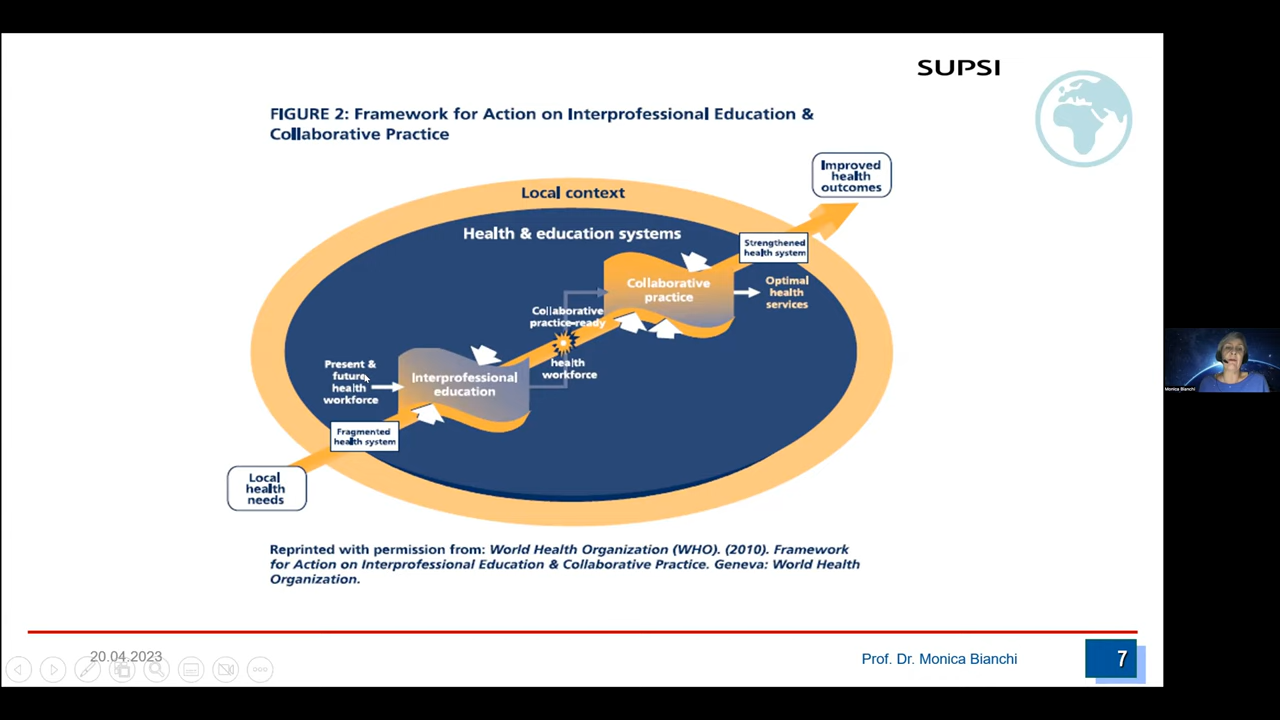 SUPSI
FIGURE 2: Framework for Action on Interprofessional Education &
Collaborative Practice
Improved
health
outcomes
Local context
Health & education systems
Strengthened
health system
Collaborative
practice
Optimal
health
services
Collaborative
practice-ready
health
workforce
Present &
future
health
workforce
Interprofessional
education
Fragmented
health system
Local
health
needs
Reprinted with permission from: World Health Organization (WHO). (2010). Framework
for Action on Interprofessional Education & Collaborative Practice. Geneva: World Health
Organization.
20.04.2023
Prof. Dr. Monica Bianchi
7
Monica Bianchi